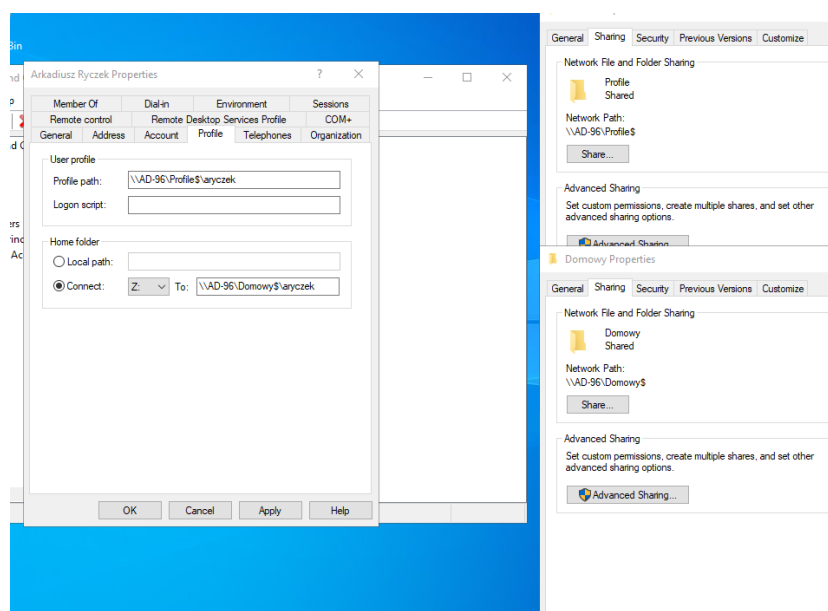 Bin
Arkadiusz Ryczek Properties
Member Of Dial-in Environment Sessions
Remote control Remote Desktop Services Profile COM+
General Address Account Profile Telephones Organization
User profile
Profile path: \\AD-96\Profile$\aryczek
Logon script:
Home folder
Local path:
Connect: Z: To: \\AD-96\Domowy$\aryczek
OK Cancel Apply Help
General Sharing Security Previous Versions Customize
Network File and Folder Sharing
Profile
Shared
Network Path:
\\AD-96\Profile$
Share...
Advanced Sharing
Set custom permissions, create multiple shares, and set other
advanced sharing options.
Advanced Sharing
Domowy Properties
General Sharing Security Previous Versions Customize
Network File and Folder Sharing
Domowy
Shared
Network Path:
\\AD-96\Domowy$
Share...
Advanced Sharing
Set custom permissions, create multiple shares, and set other
advanced sharing options.
Advanced Sharing...